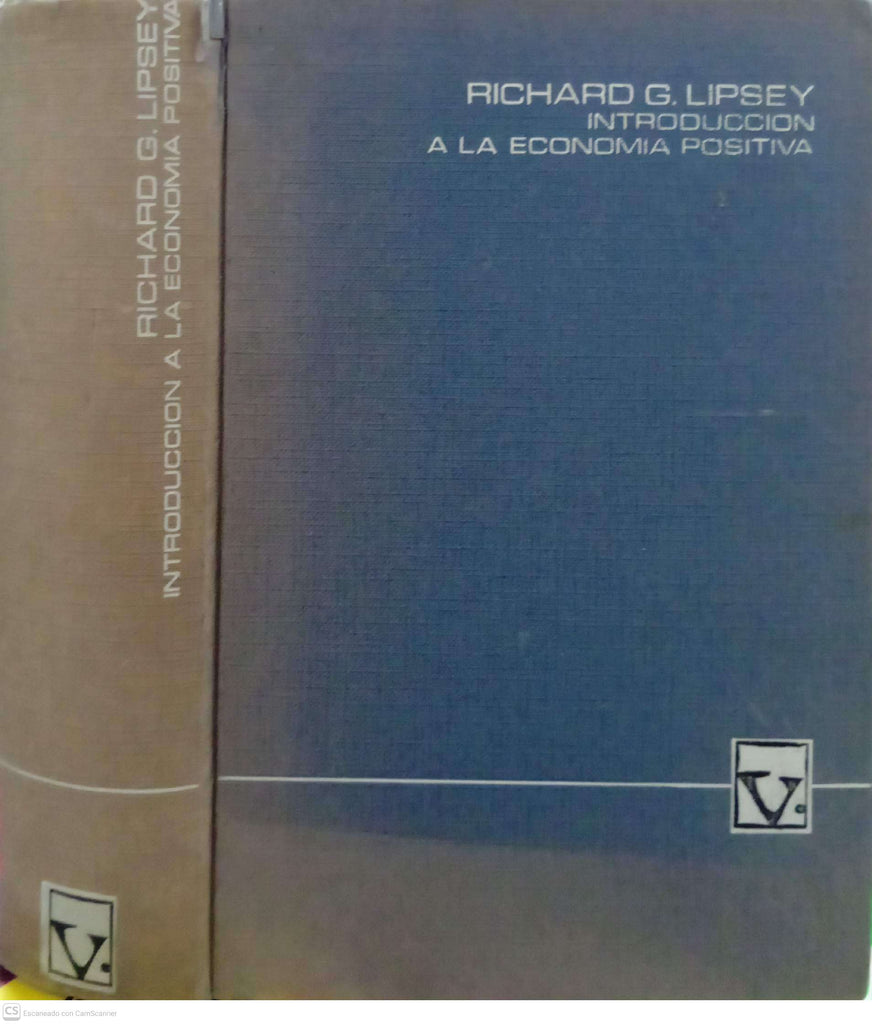 RICHARD G. LIPSEY
INTRODUCCION A LA ECONOMIA POSITIVA
V.
RICHARD G. LIPSEY
INTRODUCCION
A LA ECONOMIA POSITIVA
V.
CS Escaneado con CamScanner